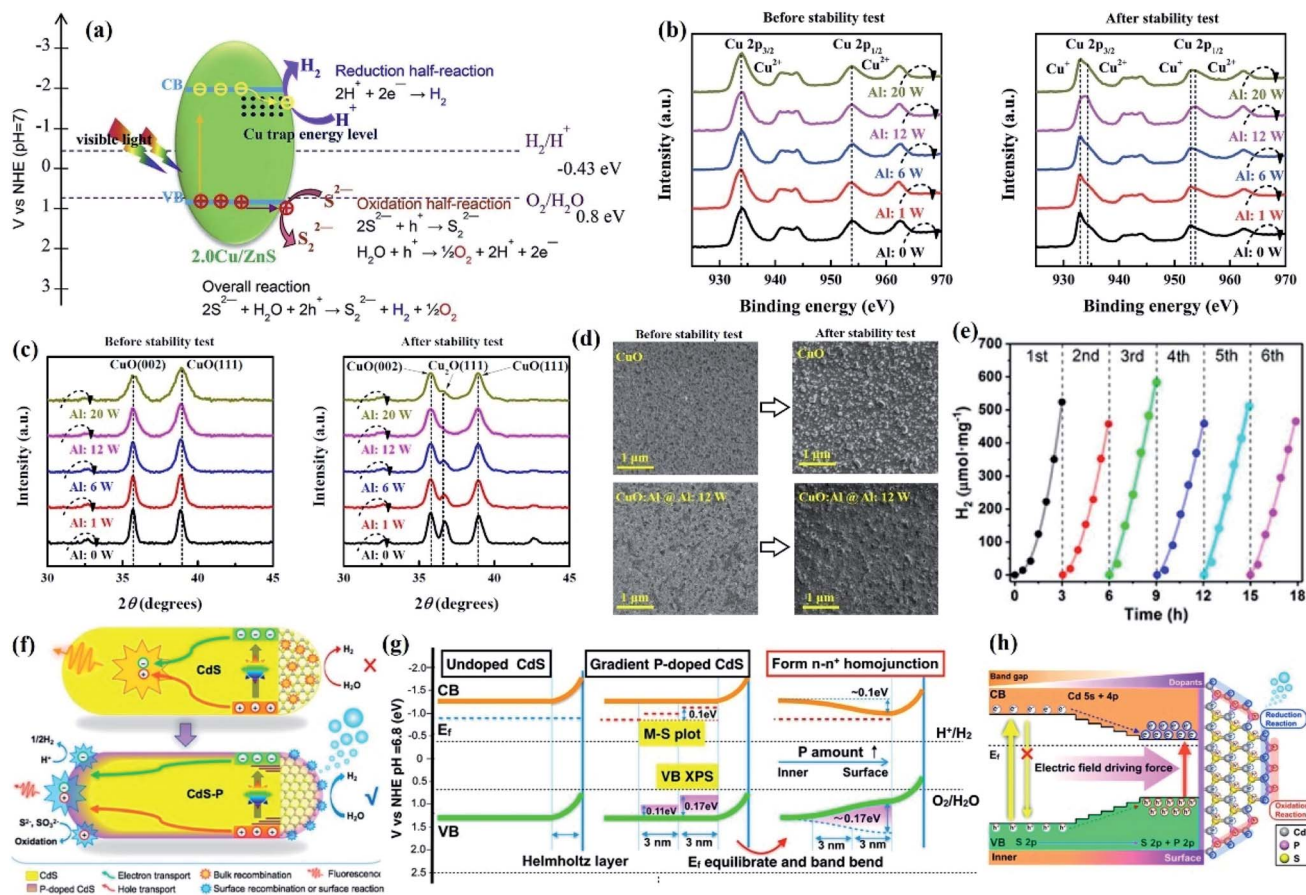 (a)
V vs NHE (pH=7)
-3
-2
-1
0
1
2
3
CB
VB
visible light
Cu trap energy level
2.0Cu/ZnS
H₂
H⁺
Reduction half-reaction
2H⁺ + 2e⁻ → H₂
H₂/H⁺
-0.43 eV
O₂/H₂O
0.8 eV
S²⁻
S₂²⁻
Oxidation half-reaction
2S²⁻ + h⁺ → S₂²⁻
H₂O + h⁺ → ½O₂ + 2H⁺ + 2e⁻
Overall reaction
2S²⁻ + H₂O + 2h⁺ → S₂²⁻ + H₂ + ½O₂
(b)
Before stability test
Cu 2p3/2
Cu 2p1/2
Cu²⁺
Cu²⁺
Al: 20 W
Al: 12 W
Al: 6 W
Al: 1 W
Al: 0 W
Intensity (a.u.)
930 940 950 960 970
Binding energy (eV)
After stability test
Cu 2p3/2
Cu 2p1/2
Cu⁺
Cu²⁺
Cu⁺
Cu²⁺
Al: 20 W
Al: 12 W
Al: 6 W
Al: 1 W
Al: 0 W
Intensity (a.u.)
930 940 950 960 970
Binding energy (eV)
(c)
Before stability test
CuO(002)
CuO(111)
Al: 20 W
Al: 12 W
Al: 6 W
Al: 1 W
Al: 0 W
Intensity (a.u.)
30 35 40 45
2θ (degrees)
After stability test
CuO(002)
Cu₂O(111)
CuO(111)
Al: 20 W
Al: 12 W
Al: 6 W
Al: 1 W
Al: 0 W
Intensity (a.u.)
30 35 40 45
2θ (degrees)
(d)
Before stability test
After stability test
CuO
1 μm
CuO
1 μm
CuO:Al @ Al: 12 W
1 μm
CuO:Al @ Al: 12 W
1 μm
(e)
1st 2nd 3rd 4th 5th 6th
700
600
500
400
300
200
100
0
H₂ (μmol·mg⁻¹)
0 3 6 9 12 15 18
Time (h)
(f)
CdS
H₂
H₂O
1/2H₂
H⁺
CdS-P
H₂
H₂O
S²⁻, SO₃²⁻
Oxidation
CdS
Electron transport
Bulk recombination
Fluorescence
P-doped CdS
Hole transport
Surface recombination or surface reaction
(g)
Undoped CdS
Gradient P-doped CdS
Form n-n⁺ homojunction
V vs NHE pH =6.8 (eV)
-2.0
-1.5
-1.0
-0.5
0
0.5
1.0
1.5
2.0
2.5
CB
Ef
VB
0.1eV
M-S plot
VB XPS
0.11eV
0.17eV
3 nm
3 nm
~0.1eV
H⁺/H₂
P amount ↑
Inner
Surface
O₂/H₂O
~0.17eV
3 nm
3 nm
Helmholtz layer
Ef equilibrate and band bend
(h)
Band gap
Dopants
CB
Cd 5s + 4p
Ef
Electric field driving force
Reduction Reaction
Oxidation Reaction
VB
S 2p
S 2p + P 2p
Inner
Surface
Cd
P
S